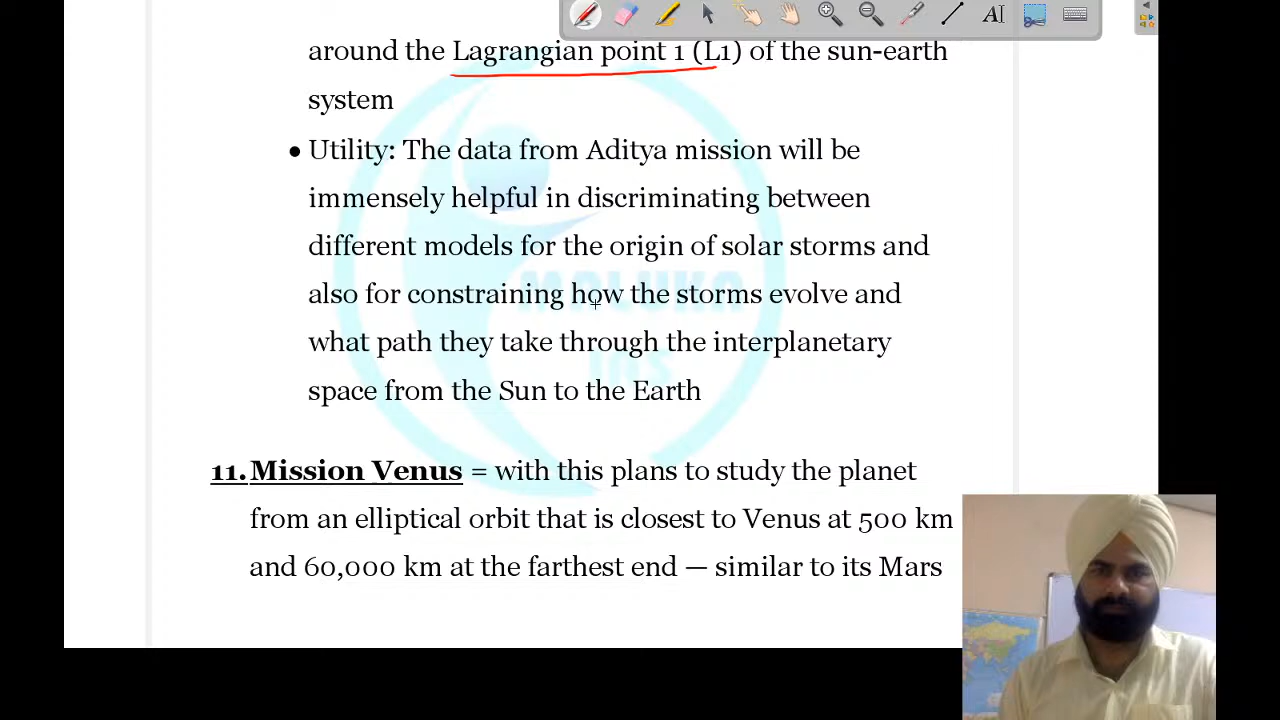 around the Lagrangian point 1 (L1) of the sun-earth
system
• Utility: The data from Aditya mission will be
immensely helpful in discriminating between
different models for the origin of solar storms and
also for constraining how the storms evolve and
what path they take through the interplanetary
space from the Sun to the Earth
MALUKA
IAS
11. Mission Venus = with this plans to study the planet
from an elliptical orbit that is closest to Venus at 500 km
and 60,000 km at the farthest end — similar to its Mars